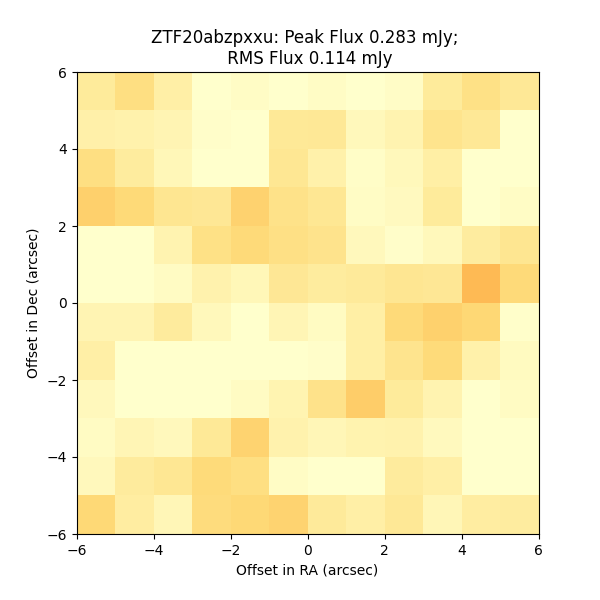 ZTF20abzpxxu: Peak Flux 0.283 mJy;
RMS Flux 0.114 mJy
6
4
2
0
−2
−4
−6
Offset in Dec (arcsec)
−6 −4 −2 0 2 4 6
Offset in RA (arcsec)